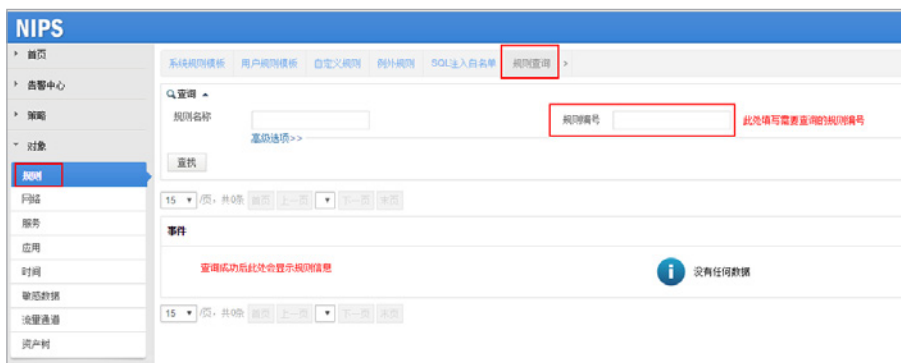 NIPS
首页
系统规则模板 用户规则模板 自定义规则 例外规则 SQL注入白名单 规则查询 >
告警中心
查询
策略
规则名称
规则编号
此处填写需要查询的规则编号
高级选项>>
对象
查找
规则
网络
15 /页，共0条 首页 上一页 下一页 末页
服务
事件
应用
时间
查询成功后此处会显示规则信息
没有任何数据
敏感数据
流量通道
15 /页，共0条 首页 上一页 下一页 末页
资产树